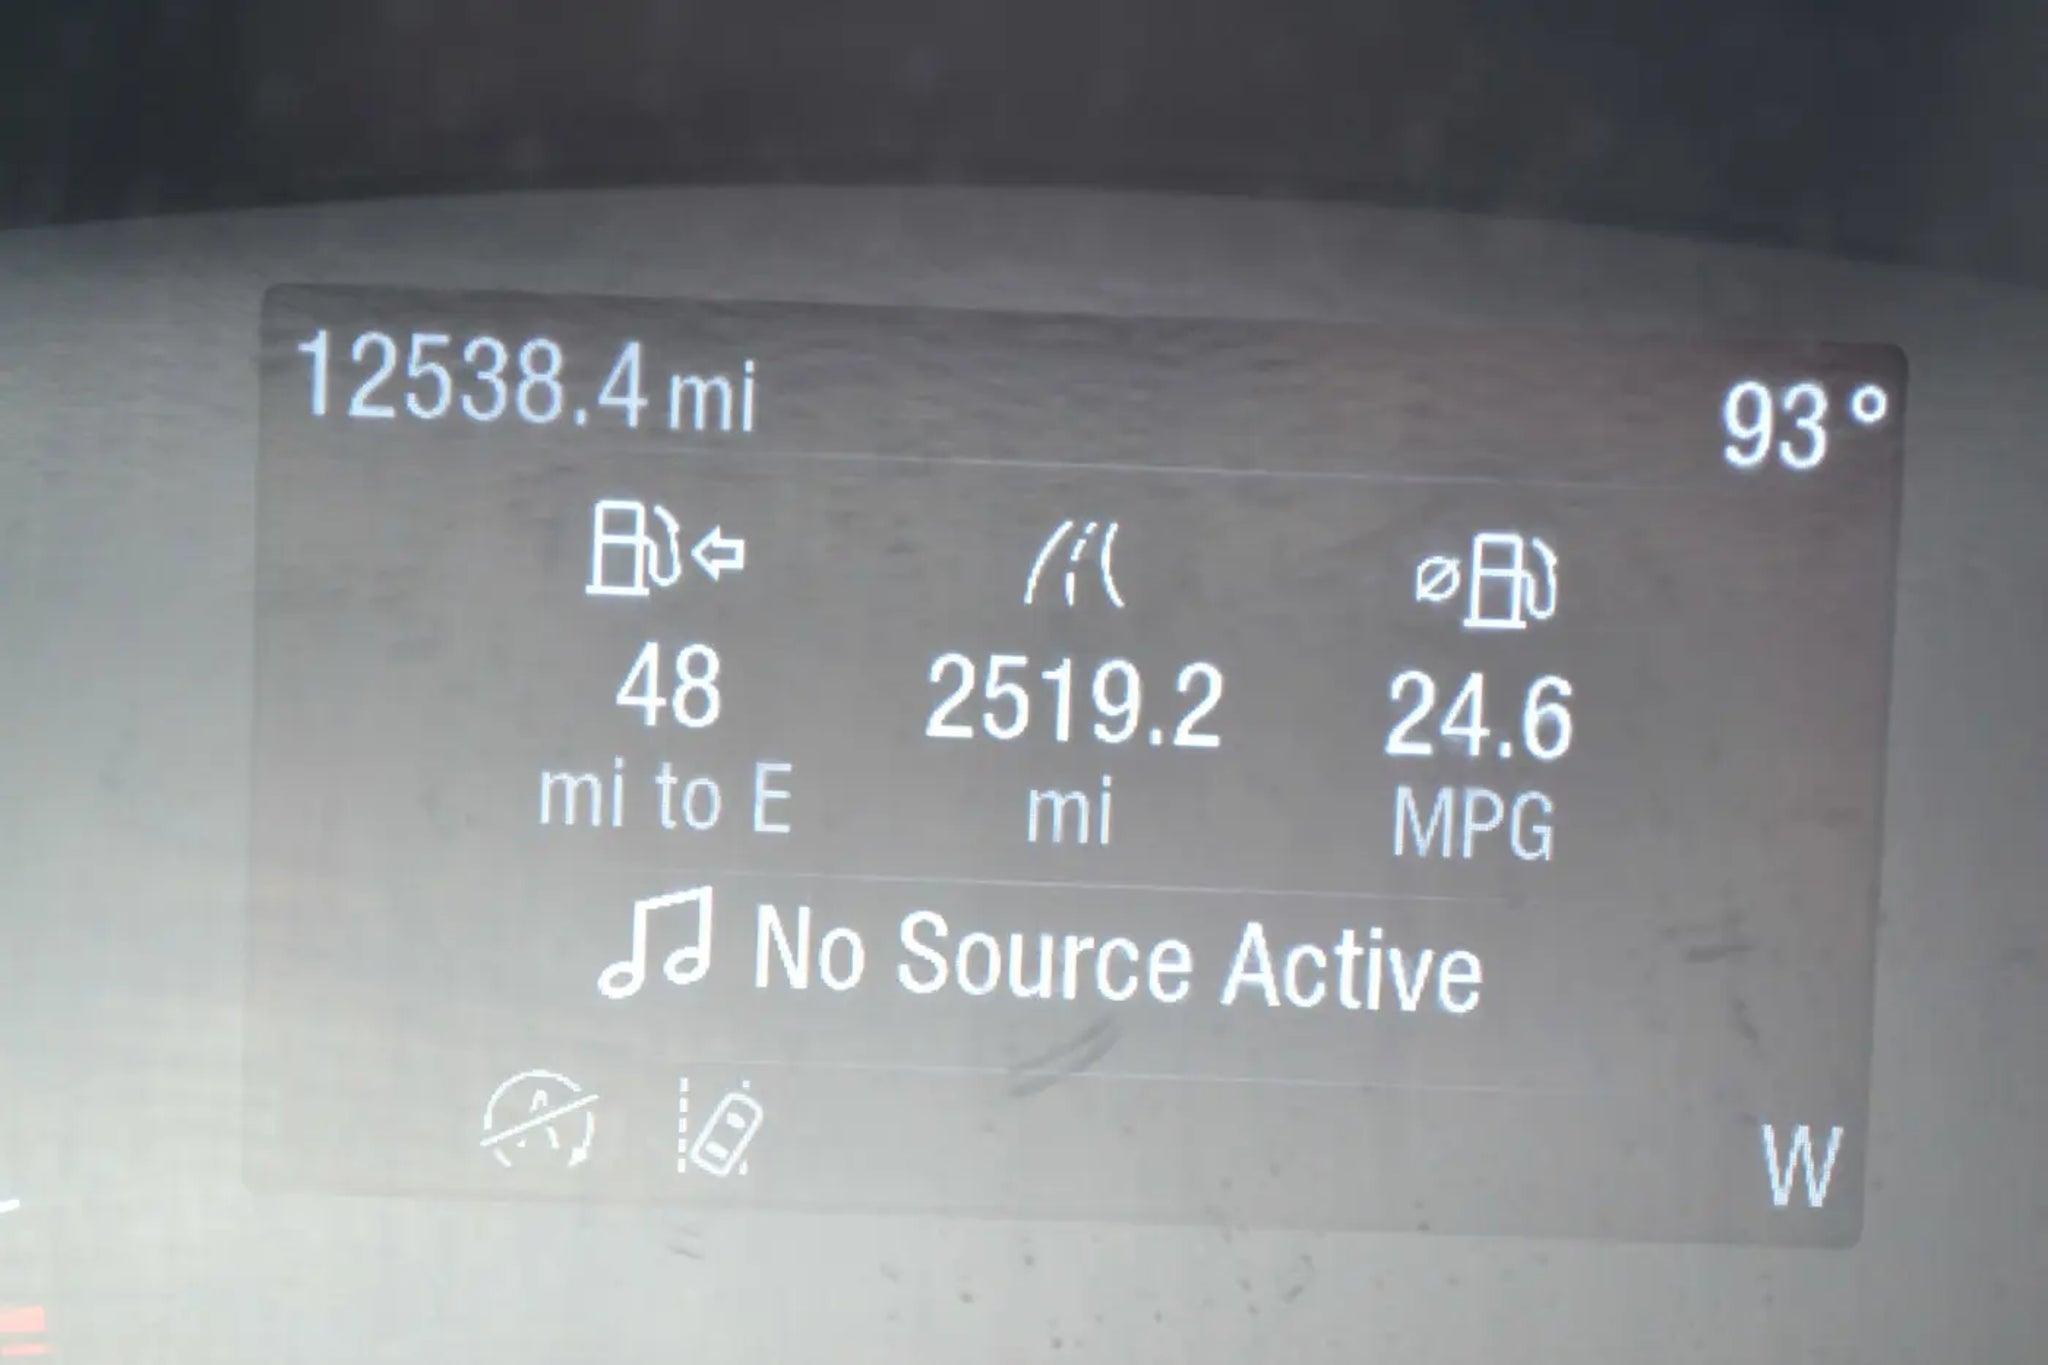 12538.4 mi 93°
48 2519.2 24.6
mi to E mi MPG
No Source Active
W